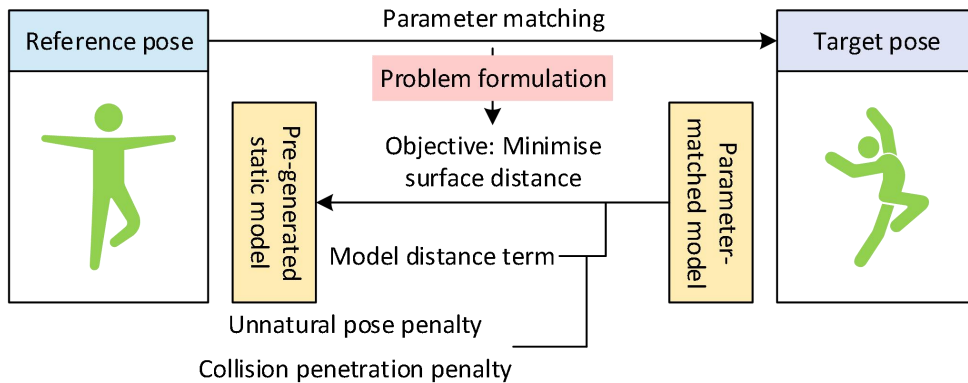 Parameter matching
Reference pose
Target pose
Problem formulation
Objective: Minimise
surface distance
Pre-generated
static model
Parameter-
matched model
Model distance term
Unnatural pose penalty
Collision penetration penalty